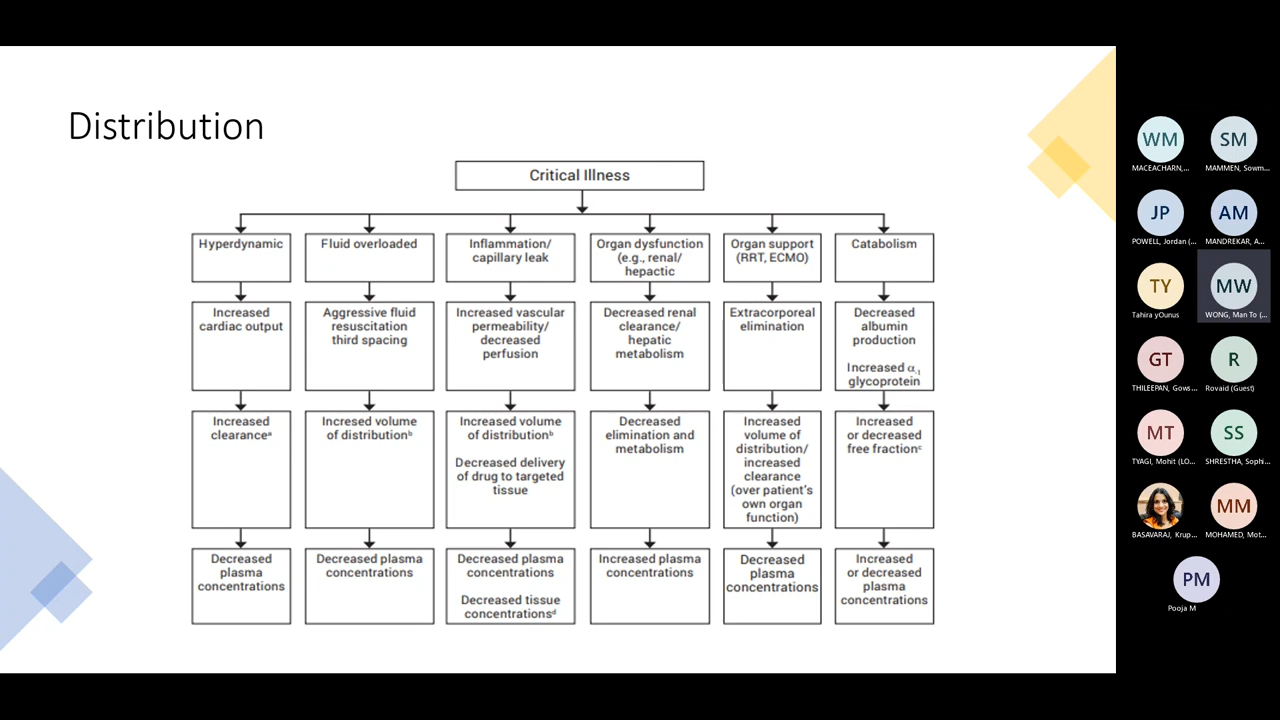 Distribution
Critical Illness
Hyperdynamic
Fluid overloaded
Inflammation/
capillary leak
Organ dysfunction
(e.g., renal/
hepactic
Organ support
(RRT, ECMO)
Catabolism
Increased
cardiac output
Aggressive fluid
resuscitation
third spacing
Increased vascular
permeability/
decreased
perfusion
Decreased renal
clearance/
hepatic
metabolism
Extracorporeal
elimination
Decreased
albumin
production
Increased α-1
glycoprotein
Increased
clearanceᵃ
Incresed volume
of distributionᵇ
Increased volume
of distributionᵇ
Decreased delivery
of drug to targeted
tissue
Decreased
elimination and
metabolism
Increased
volume of
distribution/
increased
clearance
(over patient's
own organ
function)
Increased
or decreased
free fractionᶜ
Decreased
plasma
concentrations
Decreased plasma
concentrations
Decreased plasma
concentrations
Decreased tissue
concentrationsᵈ
Increased plasma
concentrations
Decreased
plasma
concentrations
Increased
or decreased
plasma
concentrations
WM
MACEACHARN,...
SM
MAMMEN, Sowm...
JP
POWELL, Jordan (...
AM
MANDREKAR, A...
TY
Tahira yOunus
MW
WONG, Man To (...
GT
THILEEPAN, Gows...
R
Rovaid (Guest)
MT
TYAGI, Mohit (LO...
SS
SHRESTHA, Sophi...
BASAVARAJ, Krup...
MM
MOHAMED, Mot...
PM
Pooja M